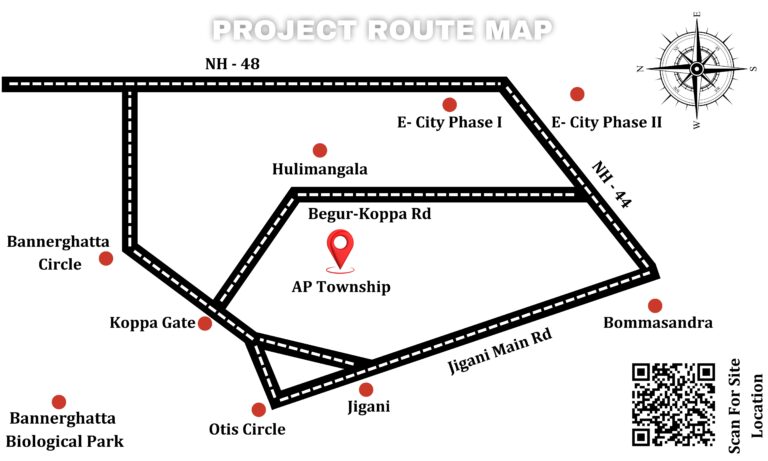 PROJECT ROUTE MAP
NH - 48
E
N
S
W
E- City Phase I
E- City Phase II
Hulimangala
NH - 44
Begur-Koppa Rd
Bannerghatta
Circle
AP Township
Koppa Gate
Bommasandra
Jigani Main Rd
Jigani
Otis Circle
Bannerghatta
Biological Park
Scan For Site
Location